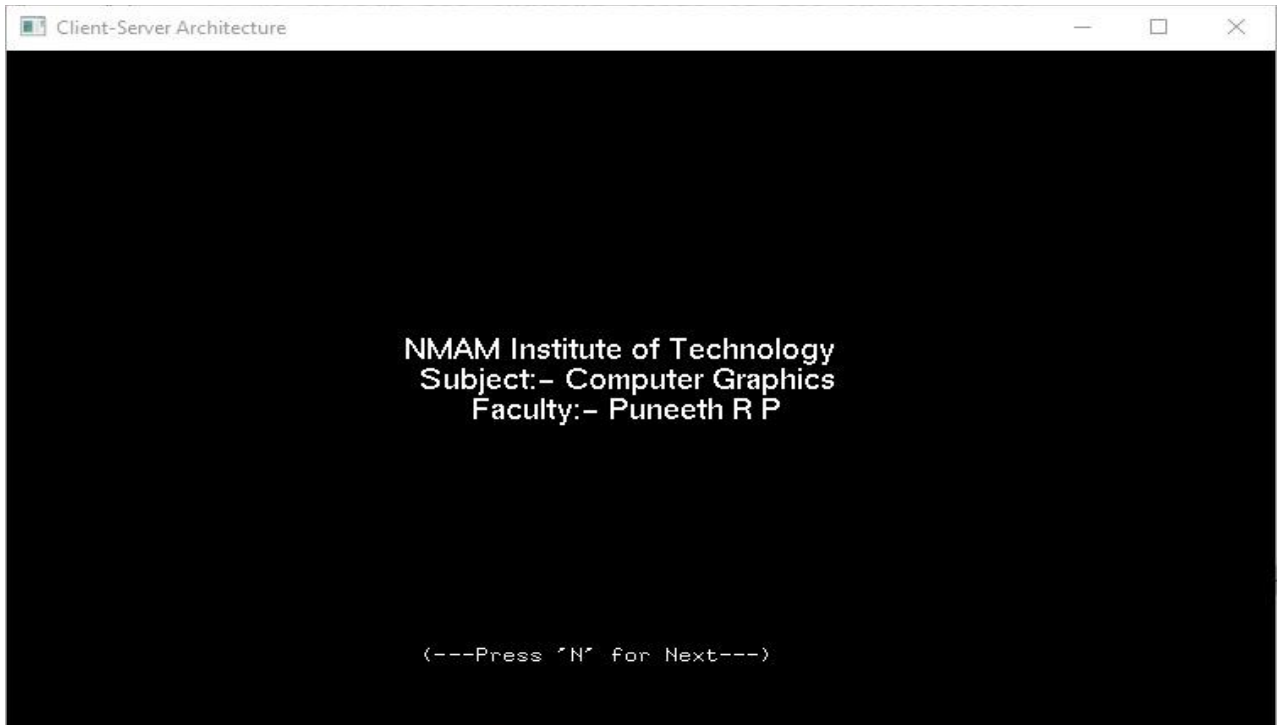 Client-Server Architecture
NMAM Institute of Technology
Subject:- Computer Graphics
Faculty:- Puneeth R P
(---Press 'N' for Next---)